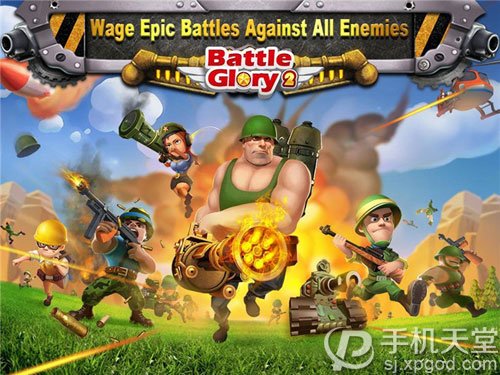 Wage Epic Battles Against All Enemies
Battle
Glory 2
手机天堂
sj.xpgod.com